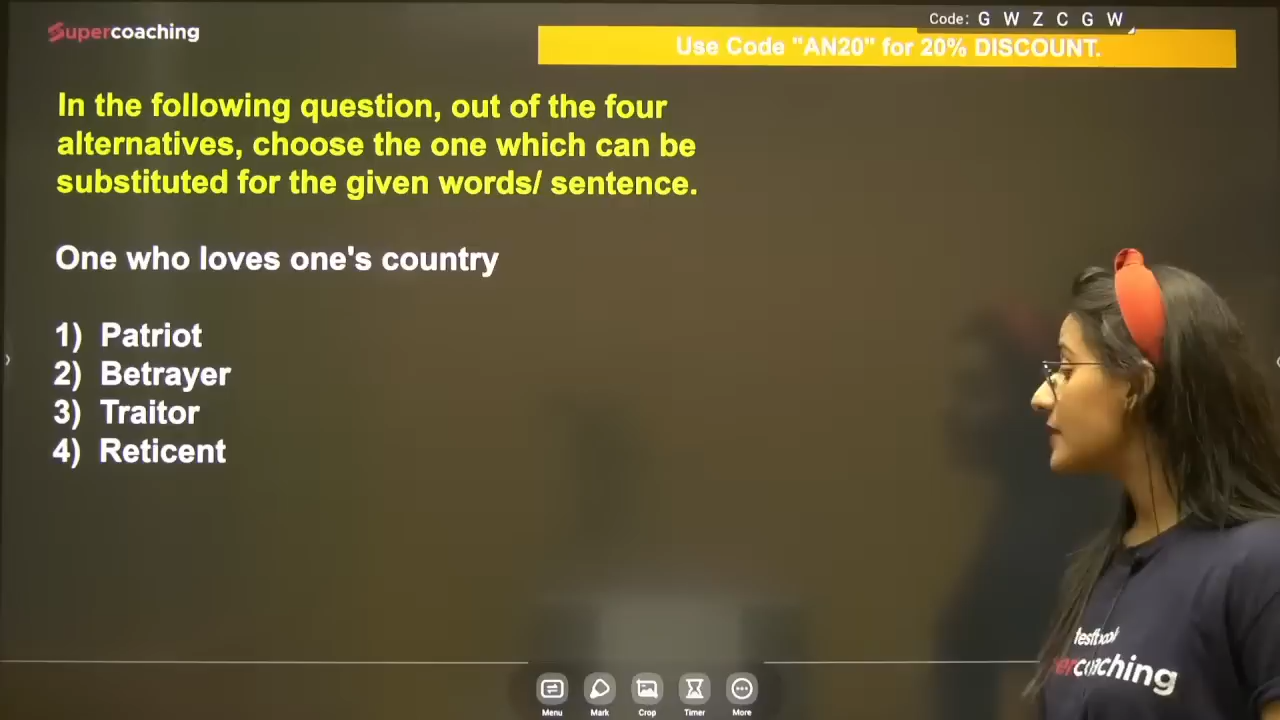 Supercoaching
Code: G W Z C G W
Use Code "AN20" for 20% DISCOUNT.
In the following question, out of the four
alternatives, choose the one which can be
substituted for the given words/ sentence.
One who loves one's country
1) Patriot
2) Betrayer
3) Traitor
4) Reticent
testbook
supercoaching
Menu
Mark
Crop
Timer
More